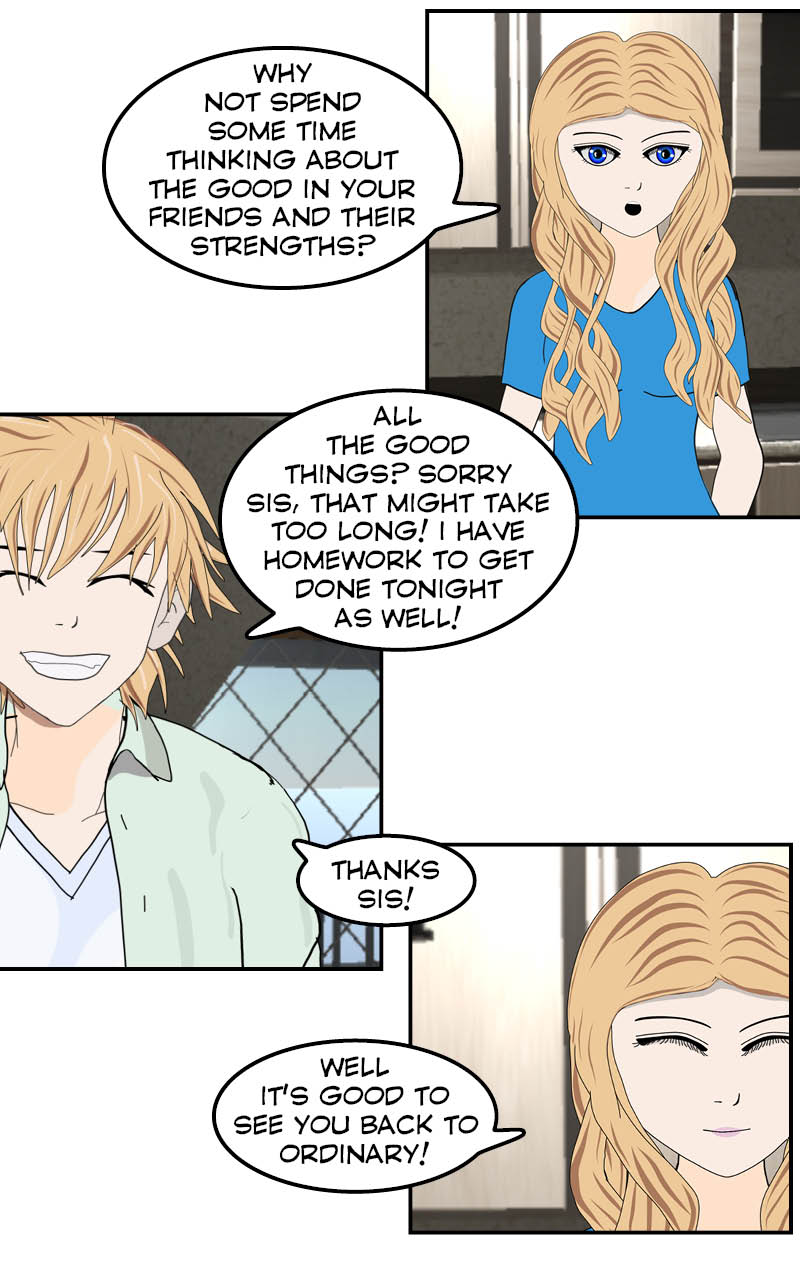 WHY
NOT SPEND
SOME TIME
THINKING ABOUT
THE GOOD IN YOUR
FRIENDS AND THEIR
STRENGTHS?
ALL
THE GOOD
THINGS? SORRY
SIS, THAT MIGHT TAKE
TOO LONG! I HAVE
HOMEWORK TO GET
DONE TONIGHT
AS WELL!
THANKS
SIS!
WELL
IT'S GOOD TO
SEE YOU BACK TO
ORDINARY!